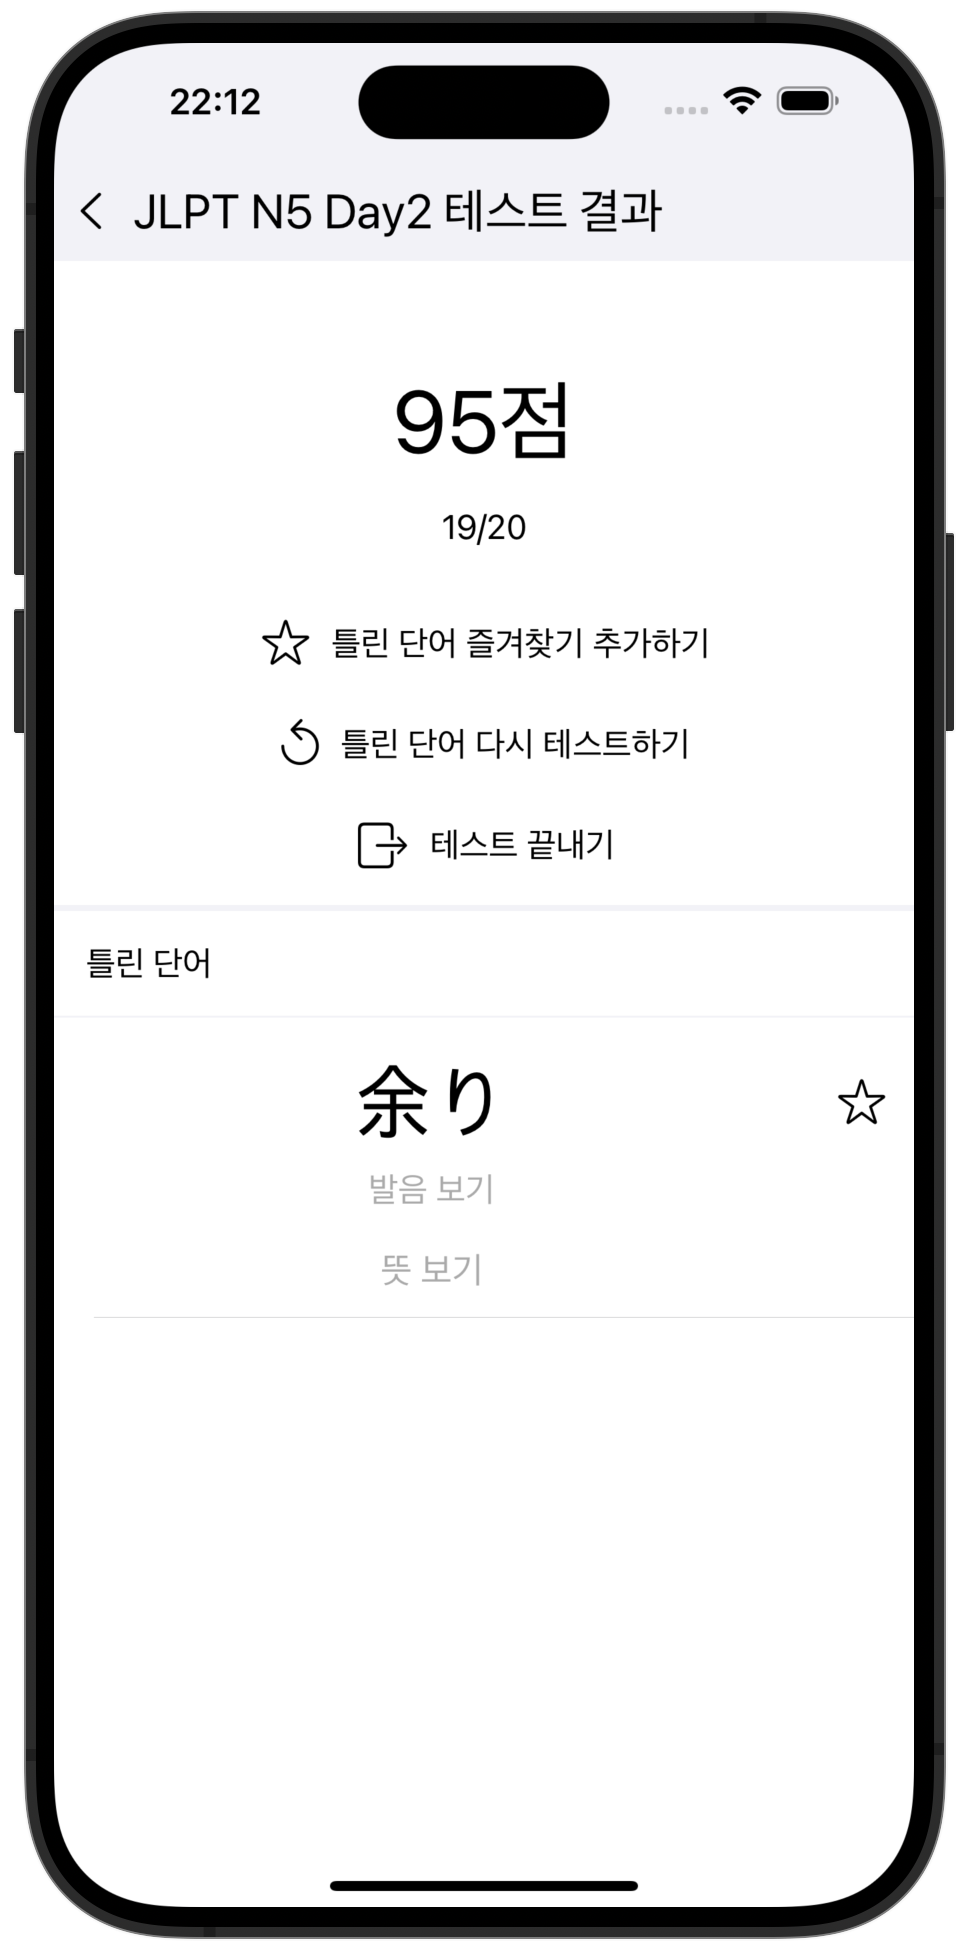 22:12
JLPT N5 Day2 테스트 결과
95점
19/20
틀린 단어 즐겨찾기 추가하기
틀린 단어 다시 테스트하기
테스트 끝내기
틀린 단어
余り
발음 보기
뜻 보기